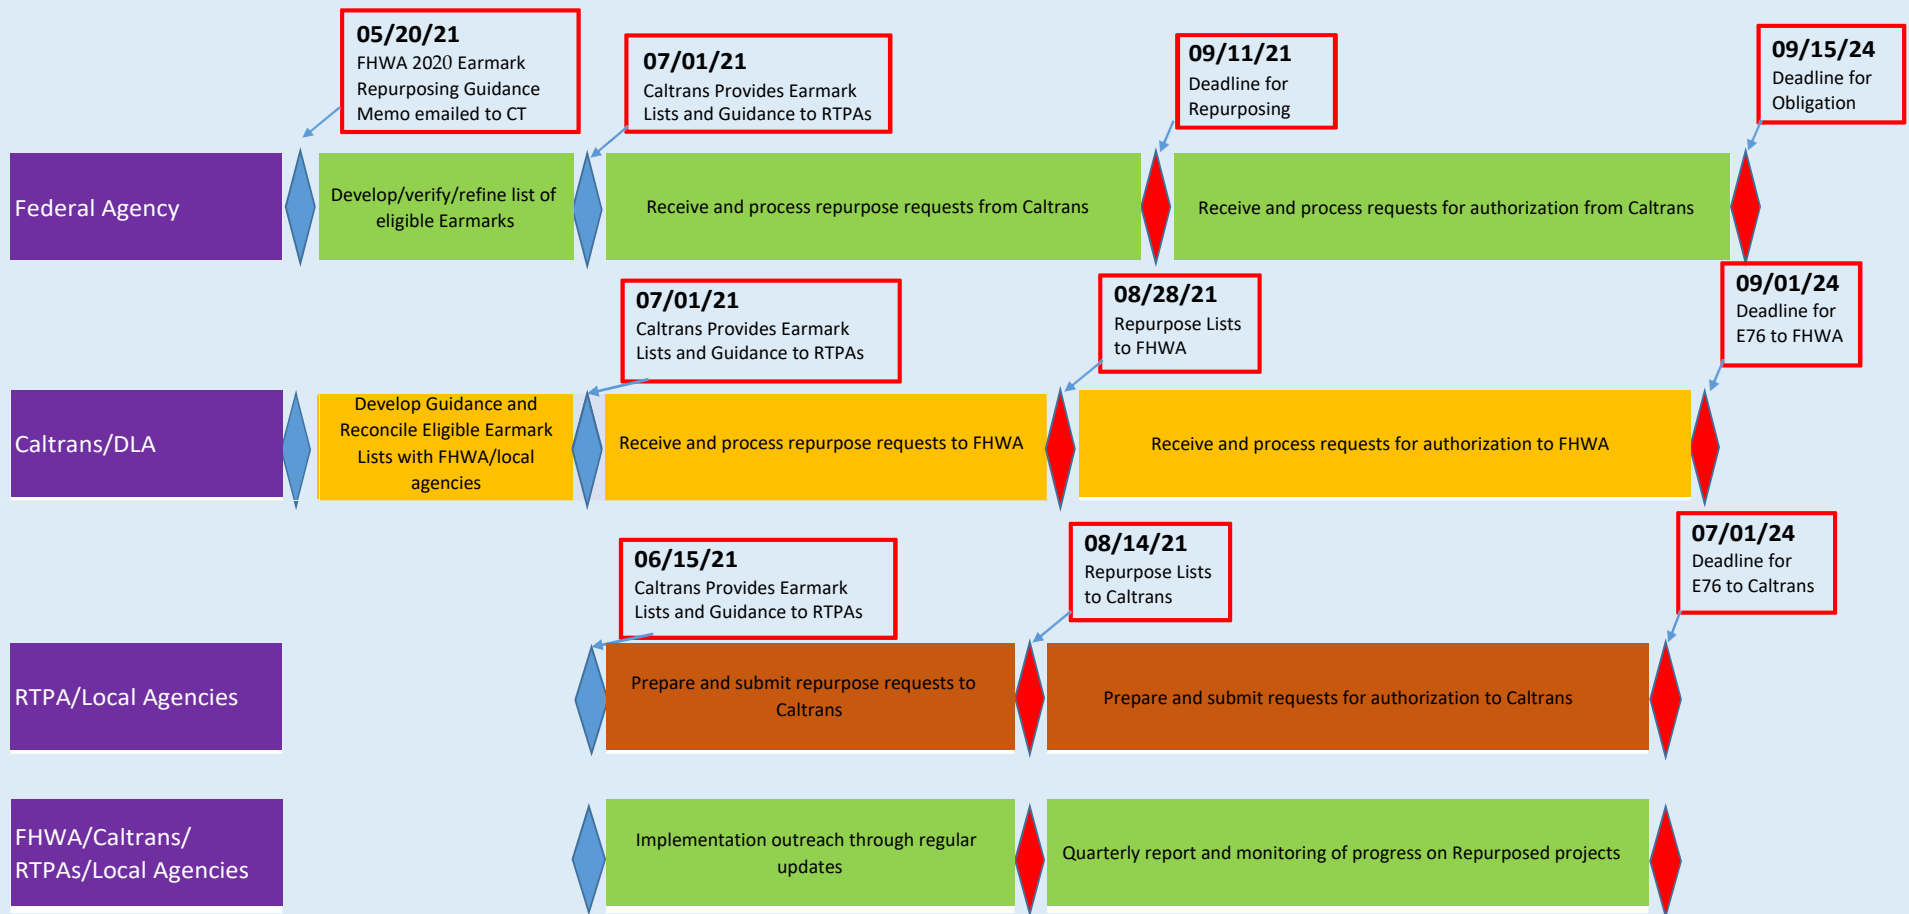 05/20/21
FHWA 2020 Earmark
Repurposing Guidance
Memo emailed to CT
07/01/21
Caltrans Provides Earmark
Lists and Guidance to RTPAs
09/11/21
Deadline for
Repurposing
09/15/24
Deadline for
Obligation
Federal Agency
Develop/verify/refine list of
eligible Earmarks
Receive and process repurpose requests from Caltrans
Receive and process requests for authorization from Caltrans
07/01/21
Caltrans Provides Earmark
Lists and Guidance to RTPAs
08/28/21
Repurpose Lists
to FHWA
09/01/24
Deadline for
E76 to FHWA
Caltrans/DLA
Develop Guidance and
Reconcile Eligible Earmark
Lists with FHWA/local
agencies
Receive and process repurpose requests to FHWA
Receive and process requests for authorization to FHWA
06/15/21
Caltrans Provides Earmark
Lists and Guidance to RTPAs
08/14/21
Repurpose Lists
to Caltrans
07/01/24
Deadline for
E76 to Caltrans
RTPA/Local Agencies
Prepare and submit repurpose requests to
Caltrans
Prepare and submit requests for authorization to Caltrans
FHWA/Caltrans/
RTPAs/Local Agencies
Implementation outreach through regular
updates
Quarterly report and monitoring of progress on Repurposed projects